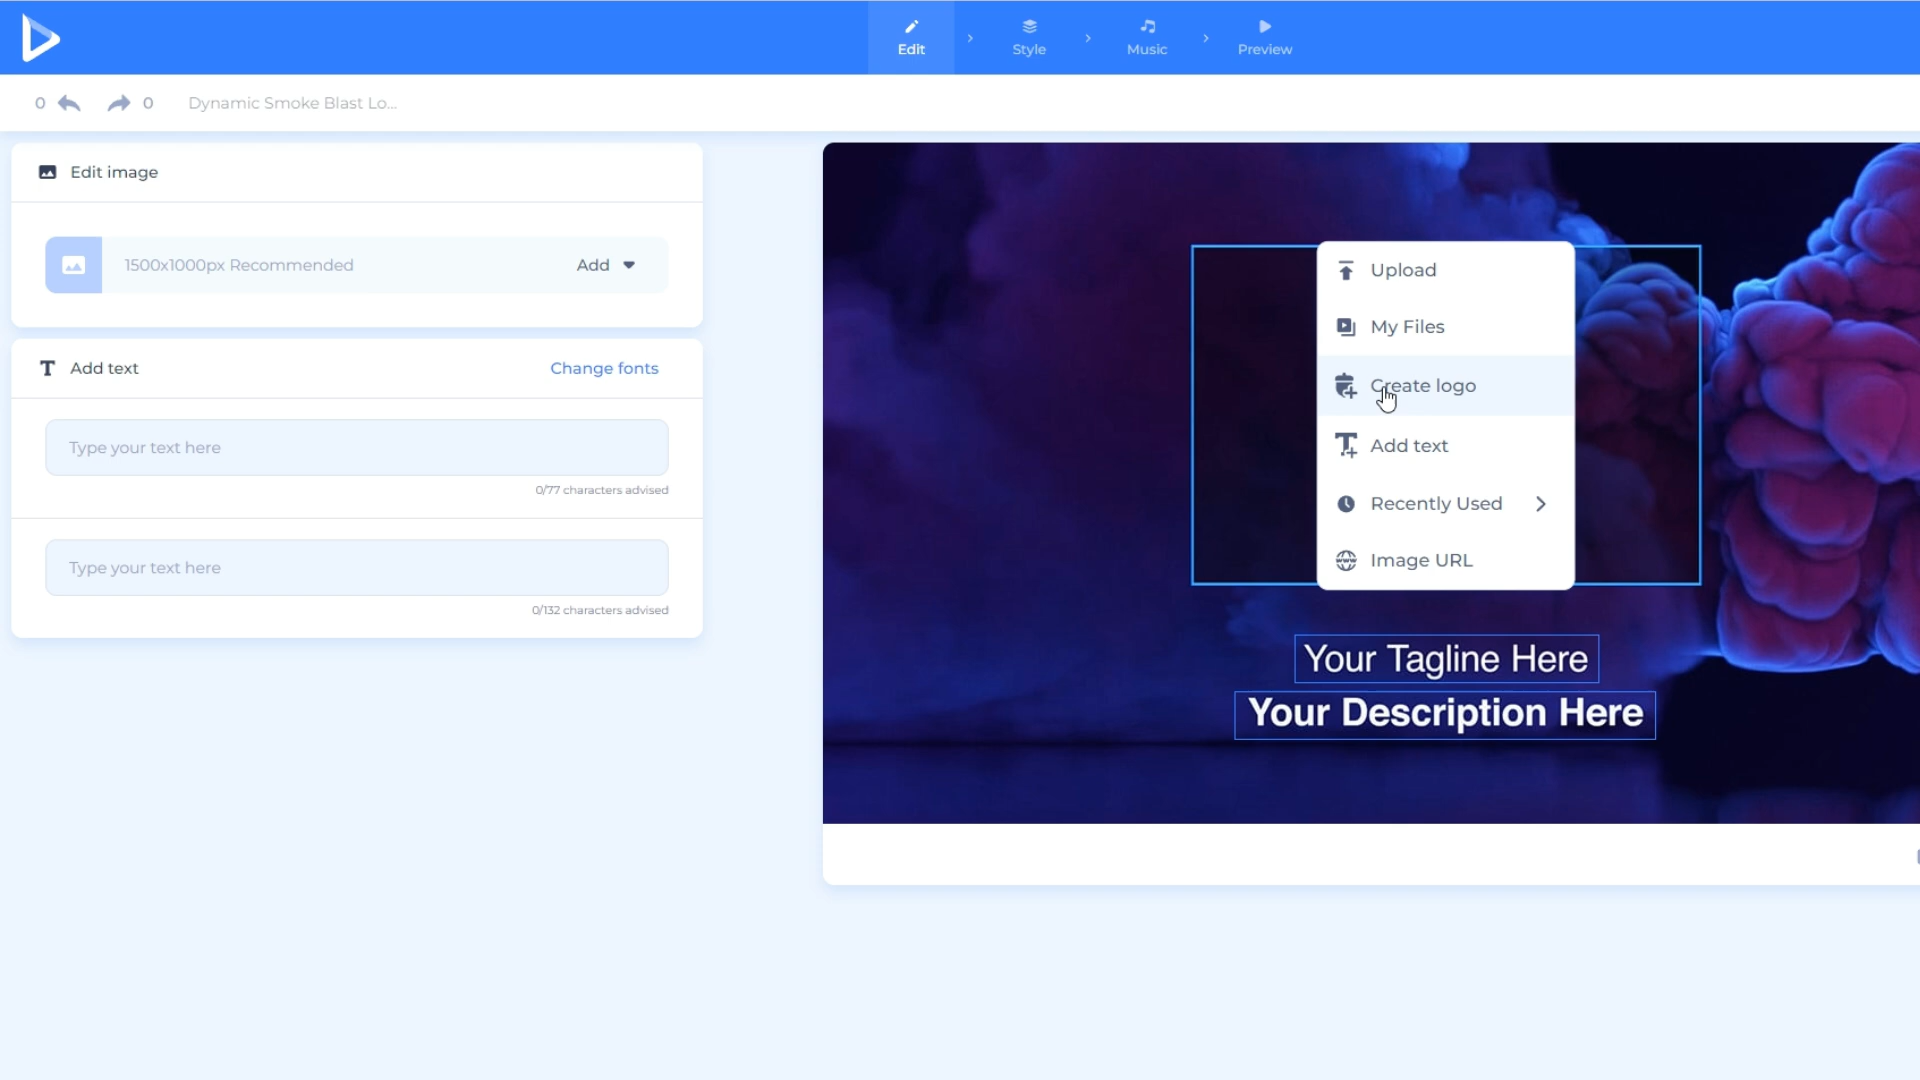 Edit
Style
Music
Preview
0
0
Dynamic Smoke Blast Lo...
Edit image
1500x1000px Recommended
Add
Add text
Change fonts
Type your text here
0/77 characters advised
Type your text here
0/132 characters advised
Upload
My Files
Create logo
Add text
Recently Used
Image URL
Your Tagline Here
Your Description Here